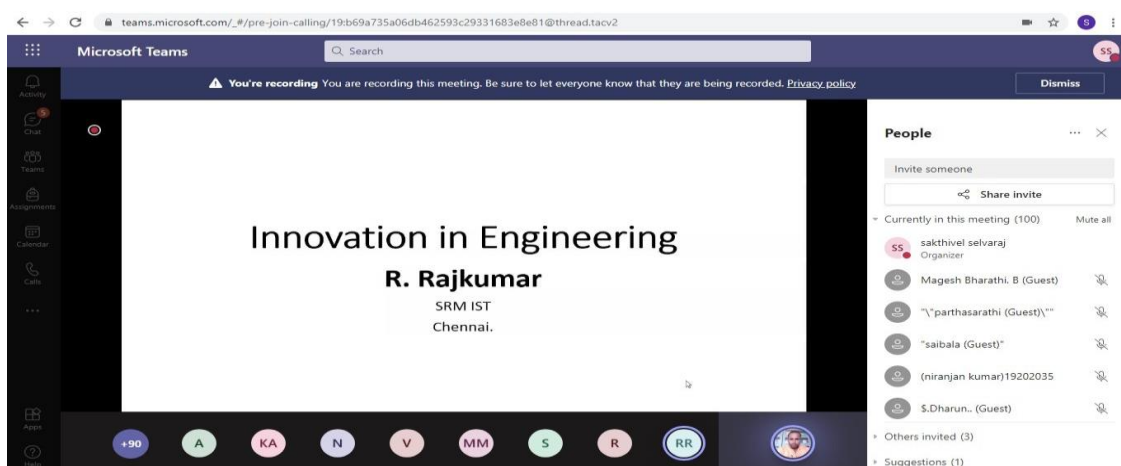 teams.microsoft.com/_#/pre-join-calling/19:b69a735a06db462593c29331683e8e81@thread.tacv2
S
Microsoft Teams
Search
SS
You're recording You are recording this meeting. Be sure to let everyone know that they are being recorded. Privacy policy
Dismiss
Activity
5
Chat
Teams
Assignments
Calendar
Calls
Apps
Help
Innovation in Engineering
R. Rajkumar
SRM IST
Chennai.
+90
A
KA
N
V
MM
S
R
RR
People
Invite someone
Share invite
Currently in this meeting (100) Mute all
SS
sakthivel selvaraj
Organizer
Magesh Bharathi. B (Guest)
"\"parthasarathi (Guest)\""
"saibala (Guest)"
(niranjan kumar)19202035
$.Dharun.. (Guest)
Others invited (3)
Suggestions (1)